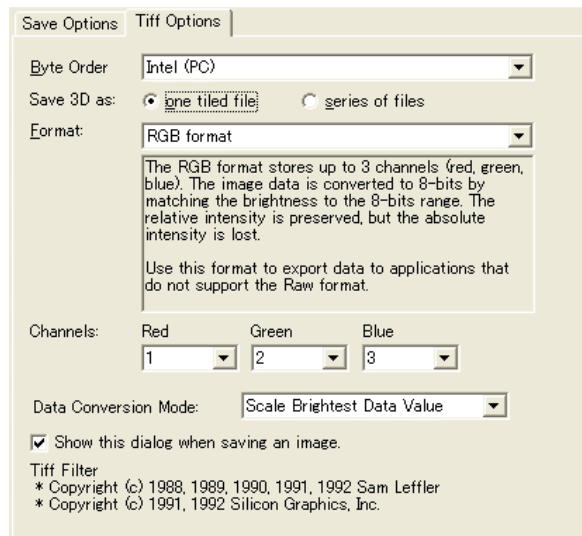 Save Options Tiff Options
Byte Order Intel (PC)
Save 3D as: one tiled file series of files
Format: RGB format
The RGB format stores up to 3 channels (red, green,
blue). The image data is converted to 8-bits by
matching the brightness to the 8-bits range. The
relative intensity is preserved, but the absolute
intensity is lost.
Use this format to export data to applications that
do not support the Raw format.
Channels: Red Green Blue
1 2 3
Data Conversion Mode: Scale Brightest Data Value
Show this dialog when saving an image.
Tiff Filter
* Copyright (c) 1988, 1989, 1990, 1991, 1992 Sam Leffler
* Copyright (c) 1991, 1992 Silicon Graphics, Inc.